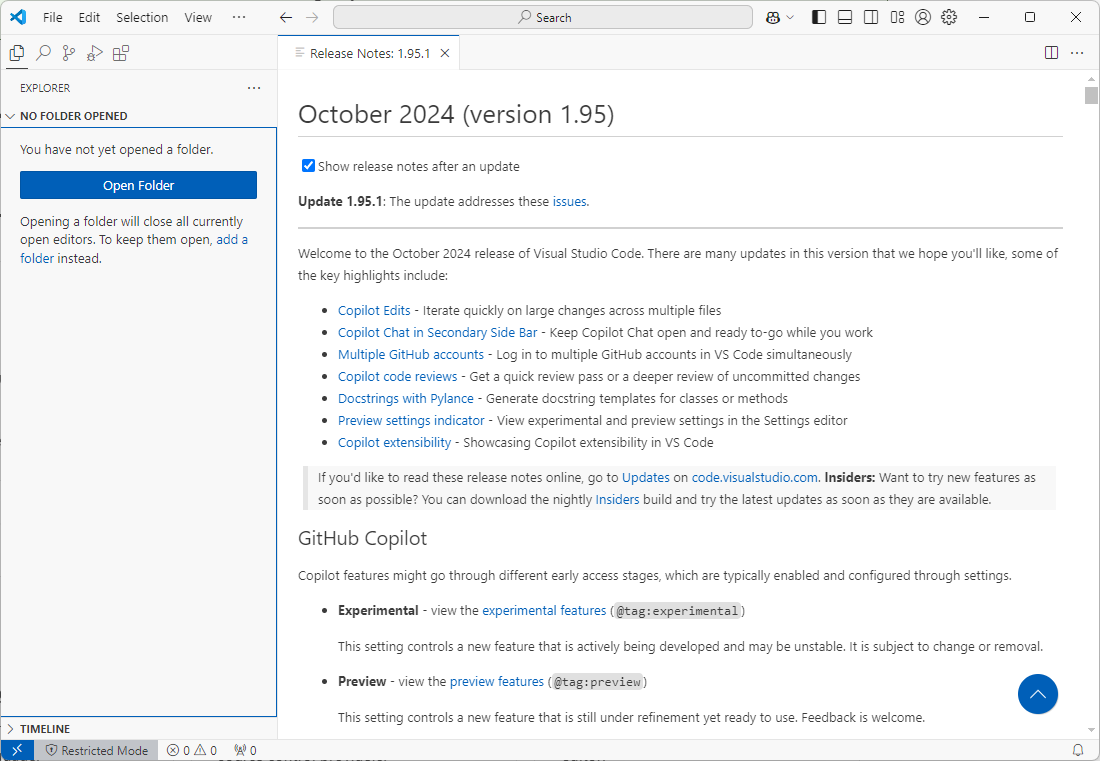 File Edit Selection View ··· Search
Release Notes: 1.95.1
EXPLORER
NO FOLDER OPENED
You have not yet opened a folder.
Open Folder
Opening a folder will close all currently
open editors. To keep them open, add a
folder instead.
TIMELINE
October 2024 (version 1.95)
Show release notes after an update
Update 1.95.1: The update addresses these issues.
Welcome to the October 2024 release of Visual Studio Code. There are many updates in this version that we hope you'll like, some of
the key highlights include:
• Copilot Edits - Iterate quickly on large changes across multiple files
• Copilot Chat in Secondary Side Bar - Keep Copilot Chat open and ready to-go while you work
• Multiple GitHub accounts - Log in to multiple GitHub accounts in VS Code simultaneously
• Copilot code reviews - Get a quick review pass or a deeper review of uncommitted changes
• Docstrings with Pylance - Generate docstring templates for classes or methods
• Preview settings indicator - View experimental and preview settings in the Settings editor
• Copilot extensibility - Showcasing Copilot extensibility in VS Code
If you'd like to read these release notes online, go to Updates on code.visualstudio.com. Insiders: Want to try new features as
soon as possible? You can download the nightly Insiders build and try the latest updates as soon as they are available.
GitHub Copilot
Copilot features might go through different early access stages, which are typically enabled and configured through settings.
• Experimental - view the experimental features (@tag:experimental)
This setting controls a new feature that is actively being developed and may be unstable. It is subject to change or removal.
• Preview - view the preview features (@tag:preview)
This setting controls a new feature that is still under refinement yet ready to use. Feedback is welcome.
Restricted Mode 0 0 0